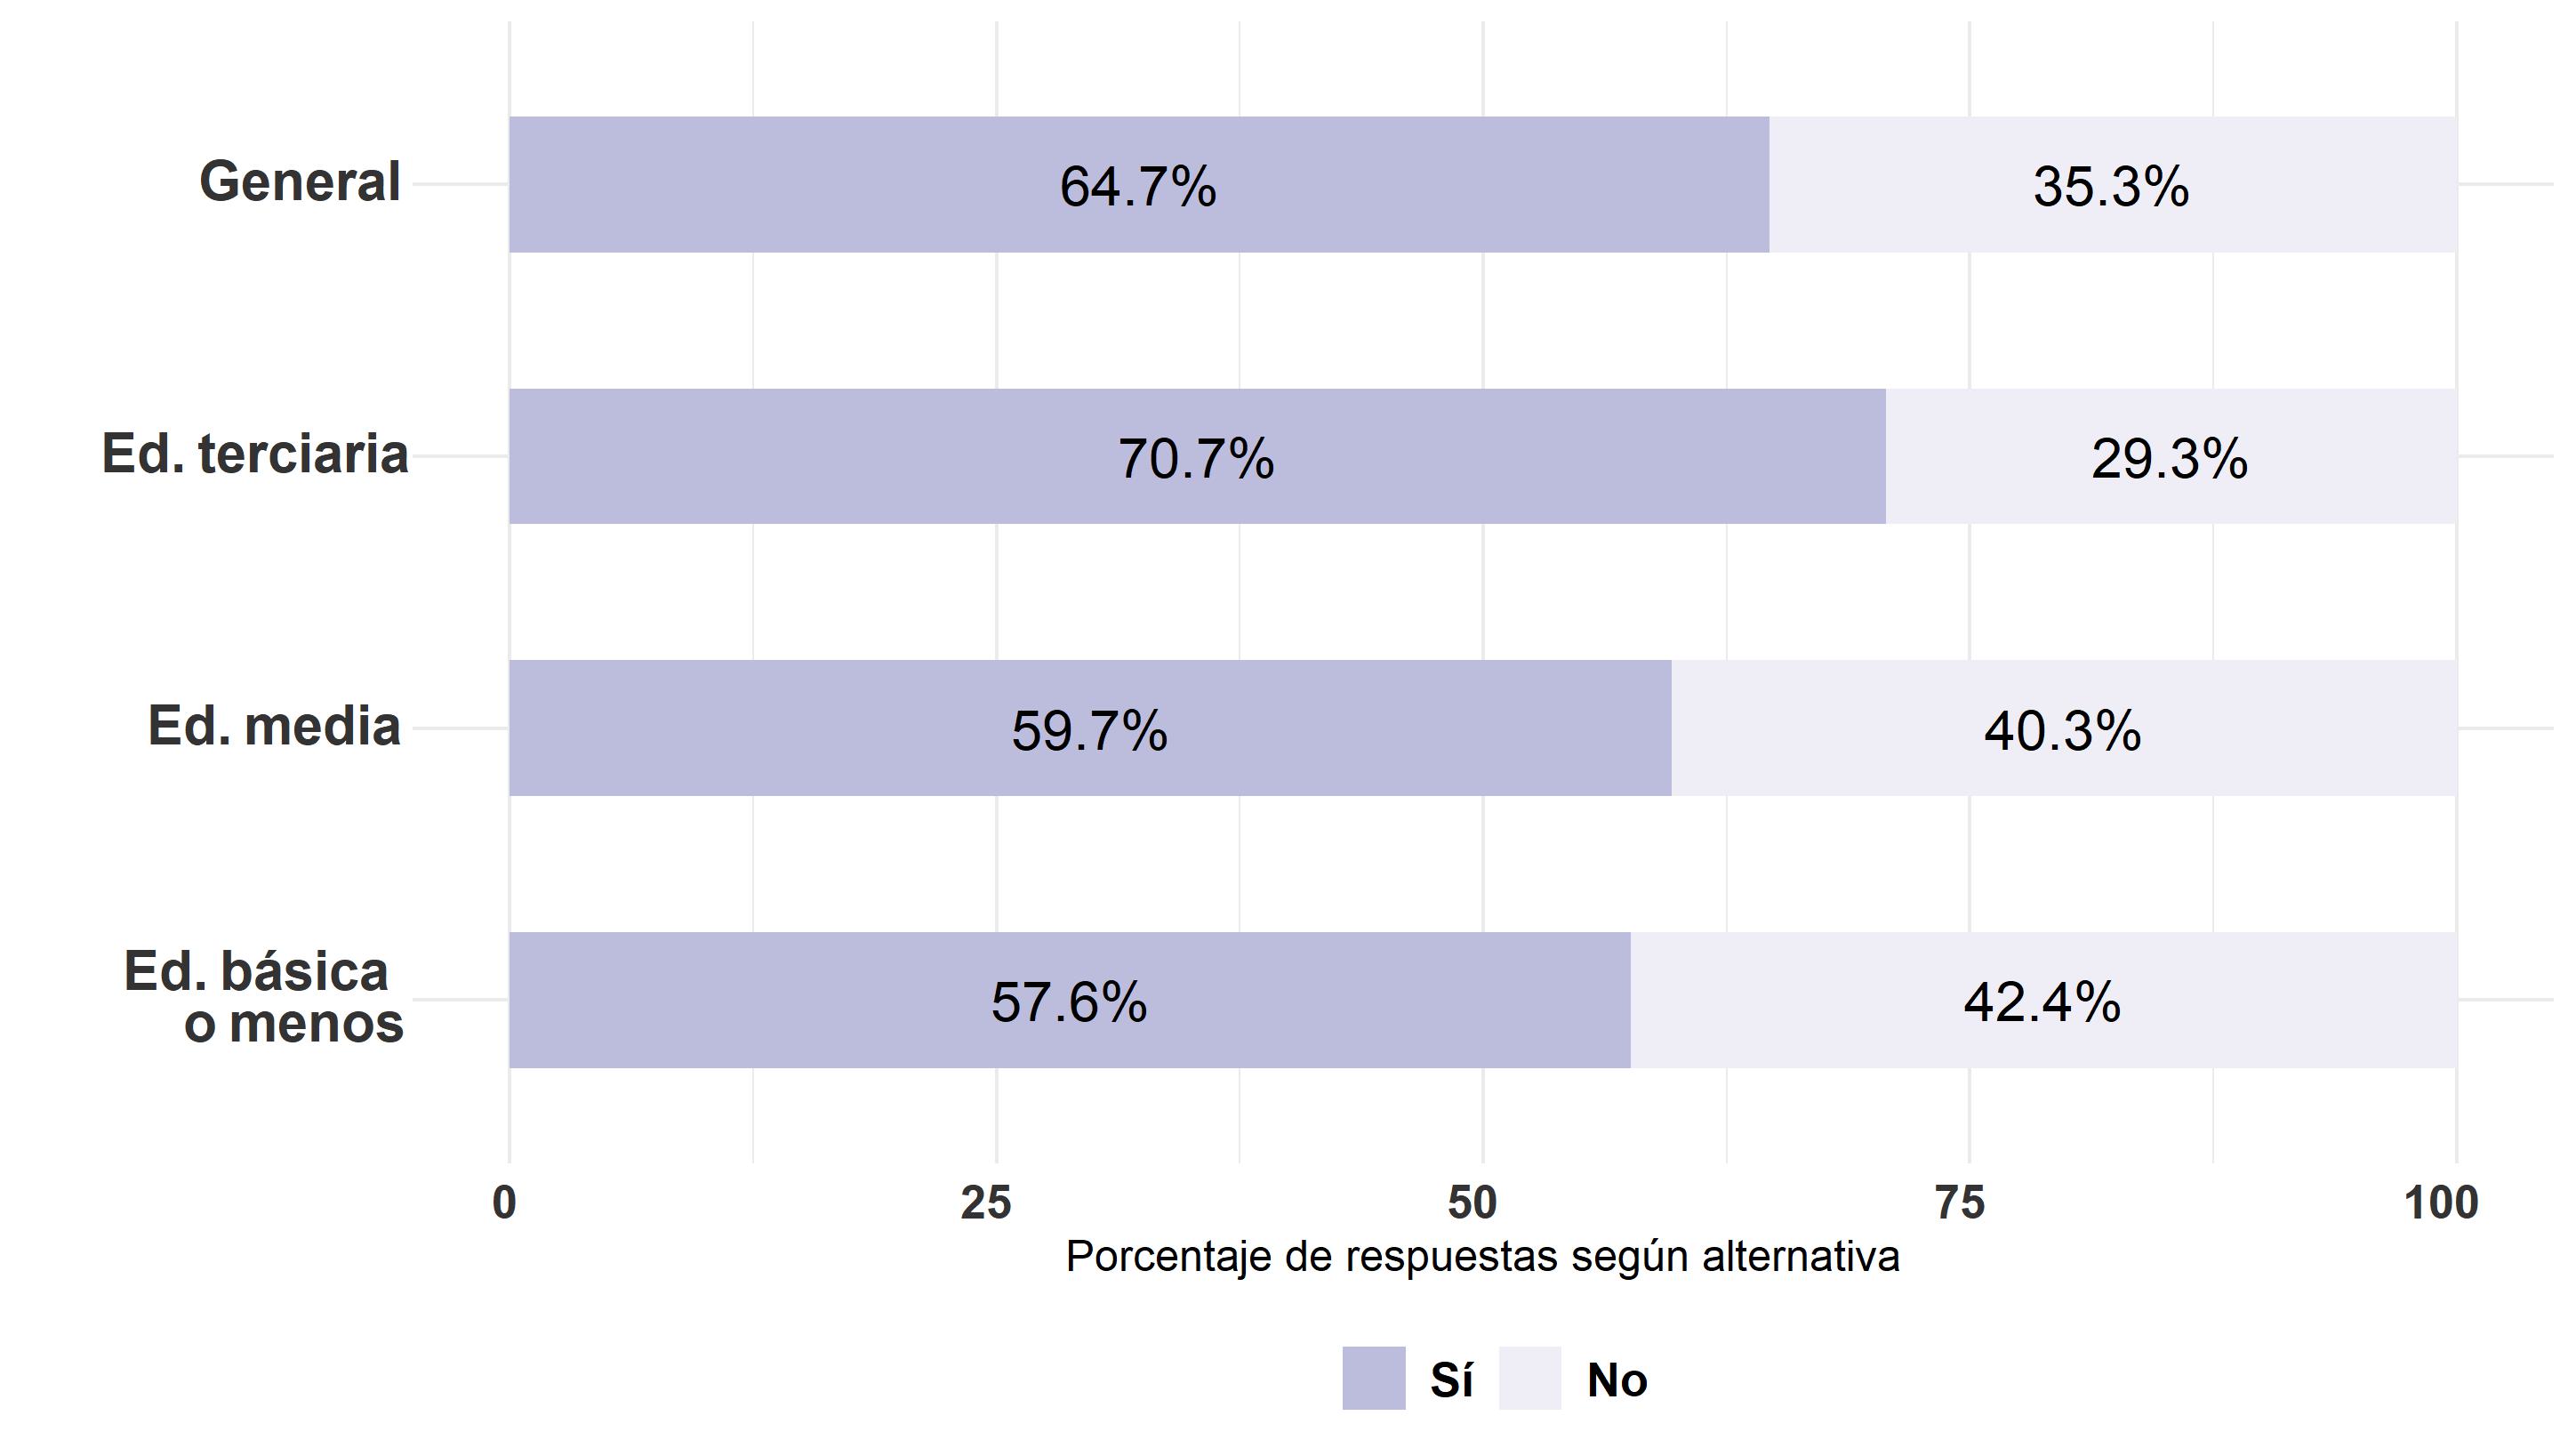 General
64.7%
35.3%
Ed. terciaria
70.7%
29.3%
Ed. media
59.7%
40.3%
Ed. básica
o menos
57.6%
42.4%
0
25
50
75
100
Porcentaje de respuestas según alternativa
Sí
No